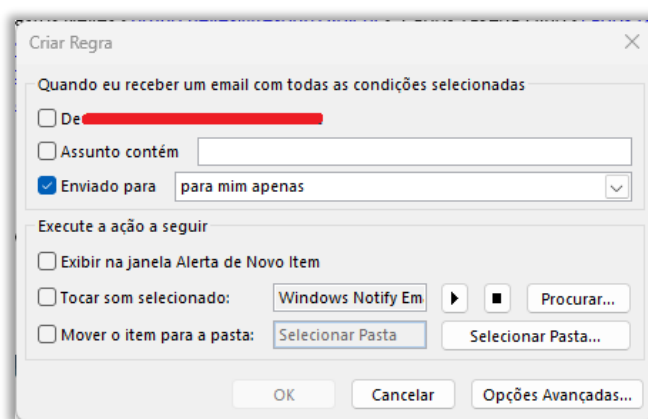 Criar Regra
Quando eu receber um email com todas as condições selecionadas
De
Assunto contém
Enviado para para mim apenas
Execute a ação a seguir
Exibir na janela Alerta de Novo Item
Tocar som selecionado: Windows Notify Em Procurar...
Mover o item para a pasta: Selecionar Pasta Selecionar Pasta...
OK Cancelar Opções Avançadas...